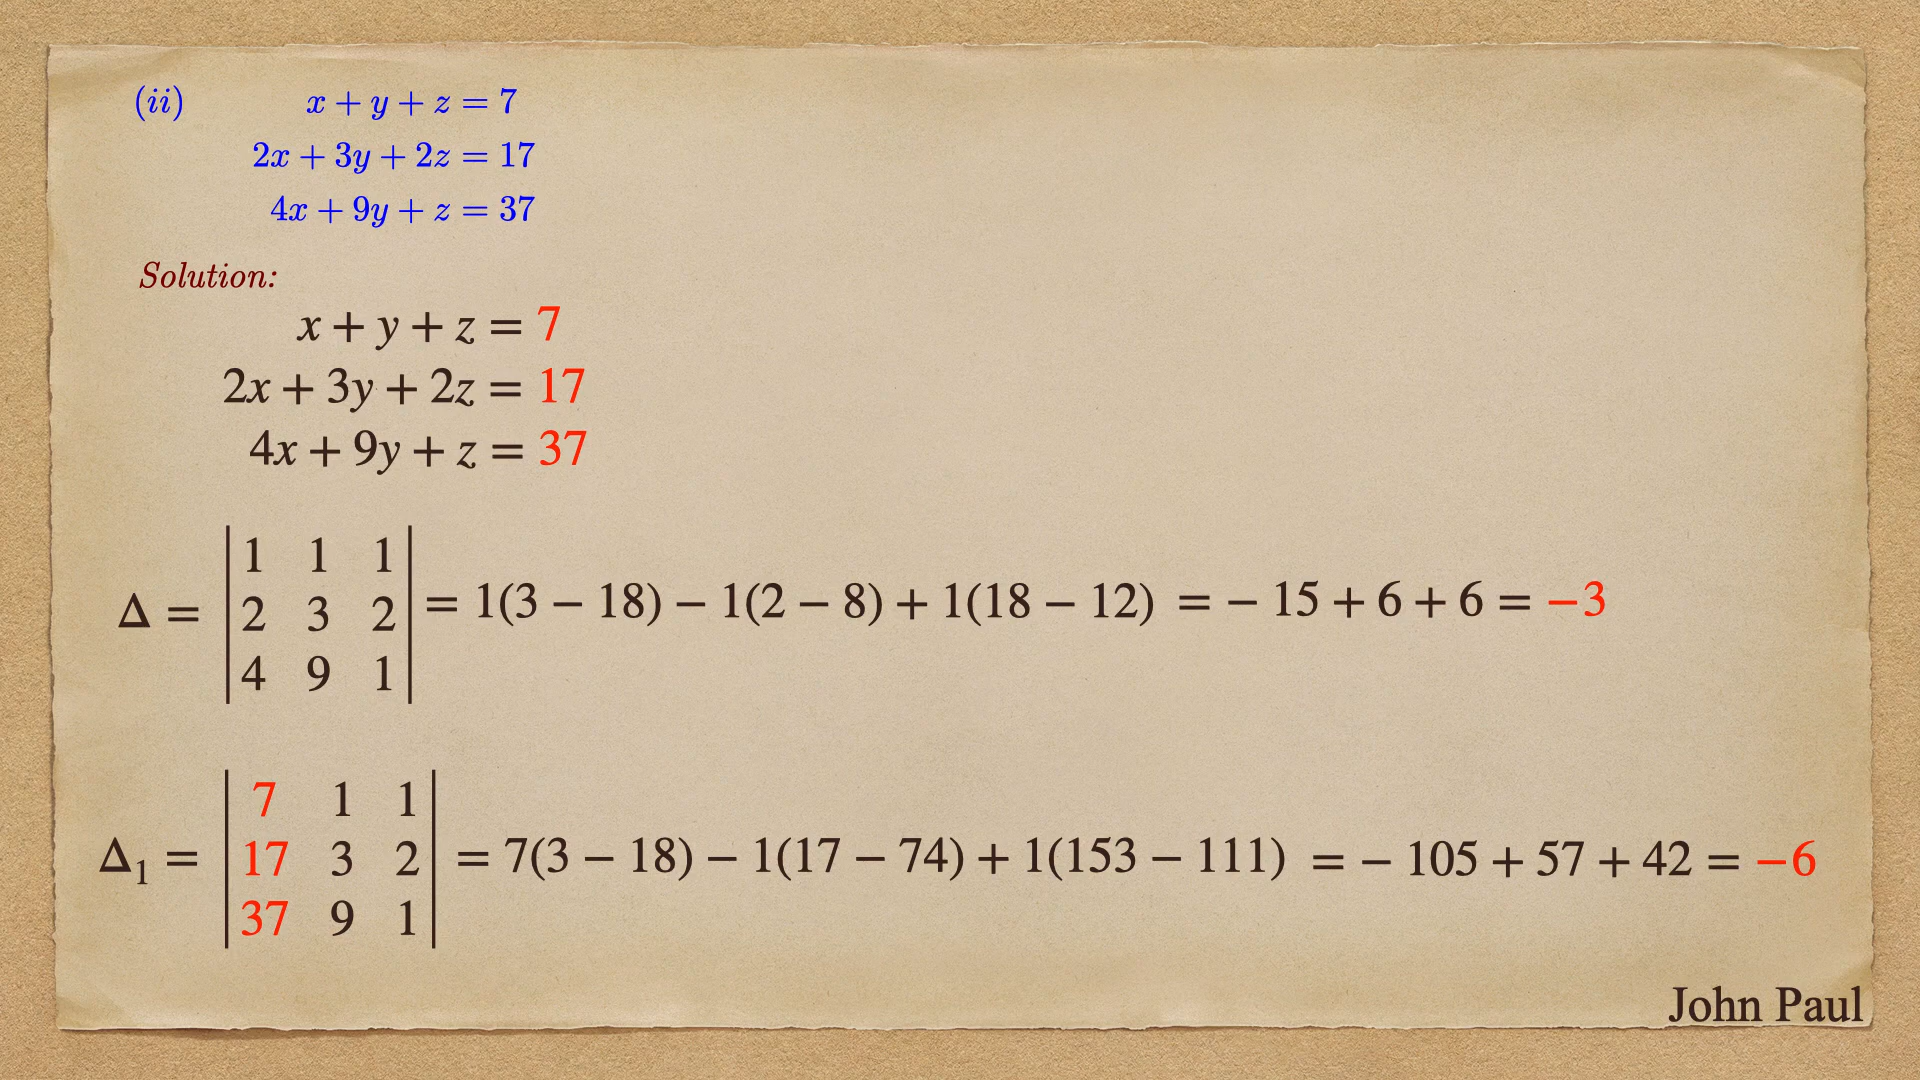 (ii) x + y + z = 7
2x + 3y + 2z = 17
4x + 9y + z = 37
Solution:
x + y + z = 7
2x + 3y + 2z = 17
4x + 9y + z = 37
Δ = | 1 1 1 |
| 2 3 2 | = 1(3 − 18) − 1(2 − 8) + 1(18 − 12) = − 15 + 6 + 6 = −3
| 4 9 1 |
Δ₁ = | 7 1 1 |
| 17 3 2 | = 7(3 − 18) − 1(17 − 74) + 1(153 − 111) = − 105 + 57 + 42 = −6
| 37 9 1 |
John Paul